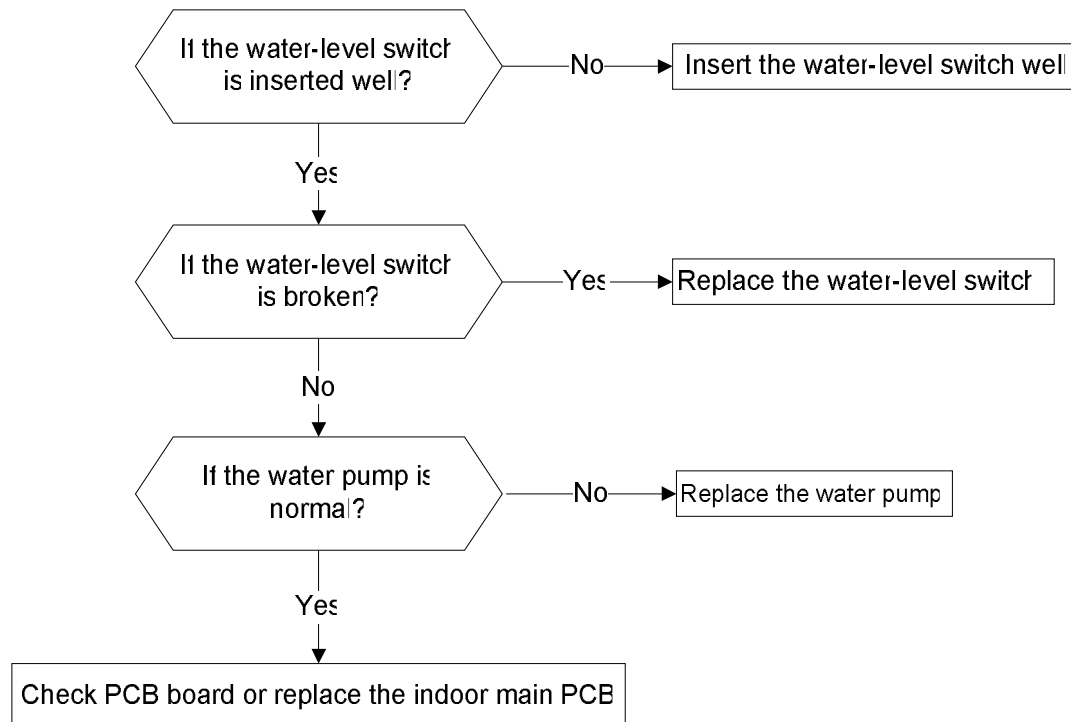 If the water-level switch
is inserted well?
No
Insert the water-level switch well
Yes
If the water-level switch
is broken?
Yes
Replace the water-level switch
No
If the water pump is
normal?
No
Replace the water pump
Yes
Check PCB board or replace the indoor main PCB